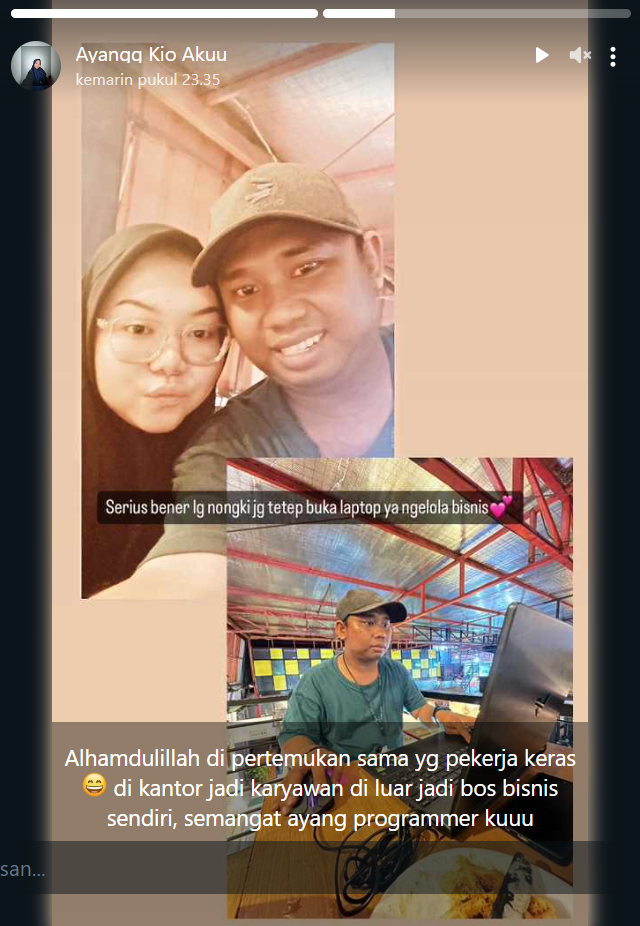 Ayangg Kio Akuu
kemarin pukul 23.35
Serius bener lg nongki jg tetep buka laptop ya ngelola bisnis💕
Alhamdulillah di pertemukan sama yg pekerja keras
😄 di kantor jadi karyawan di luar jadi bos bisnis
sendiri, semangat ayang programmer kuuu
san...